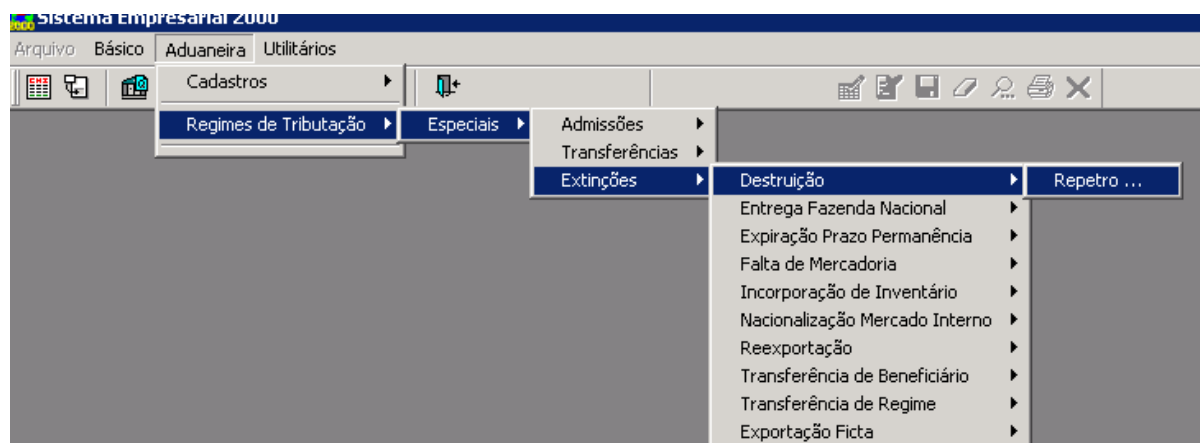 Sistema Empresarial 2000
Arquivo Básico Aduaneira Utilitários
Cadastros
Regimes de Tributação Especiais Admissões
Transferências
Extinções Destruição Repetro ...
Entrega Fazenda Nacional
Expiração Prazo Permanência
Falta de Mercadoria
Incorporação de Inventário
Nacionalização Mercado Interno
Reexportação
Transferência de Beneficiário
Transferência de Regime
Exportação Ficta